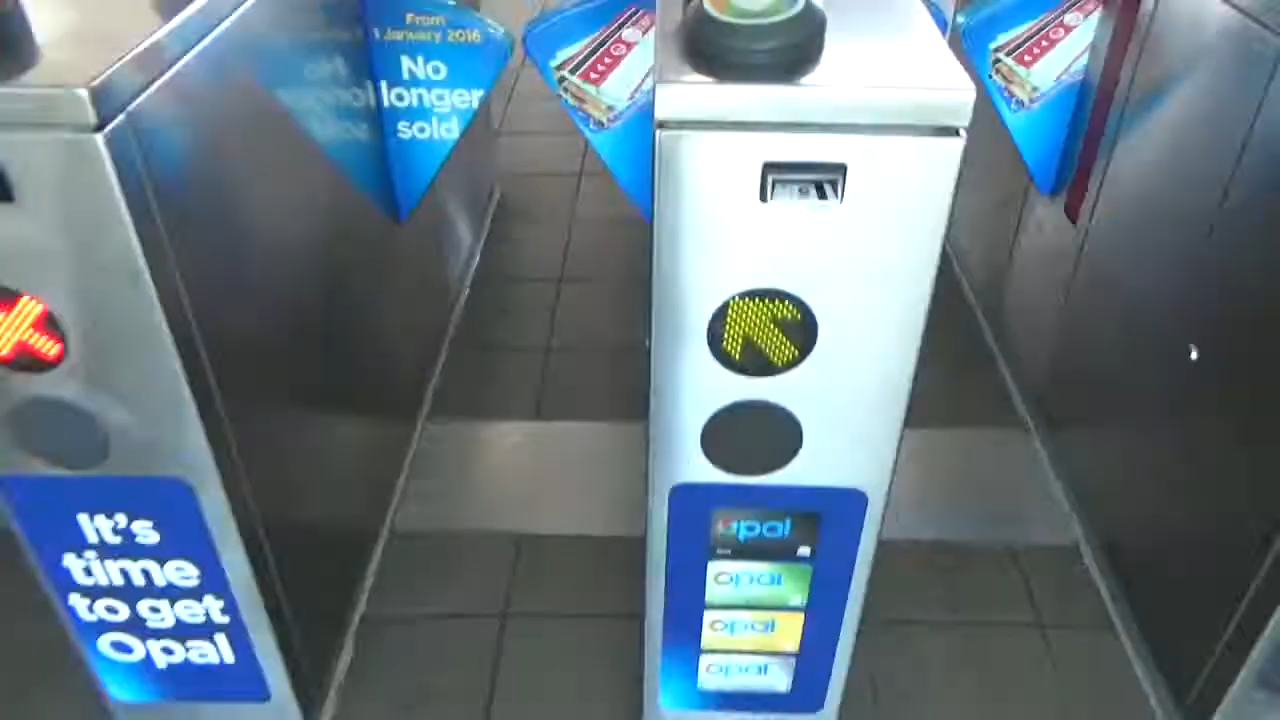 From
1 January 2016
No
longer
sold
It's
time
to get
Opal
opal
opal
opal
opal